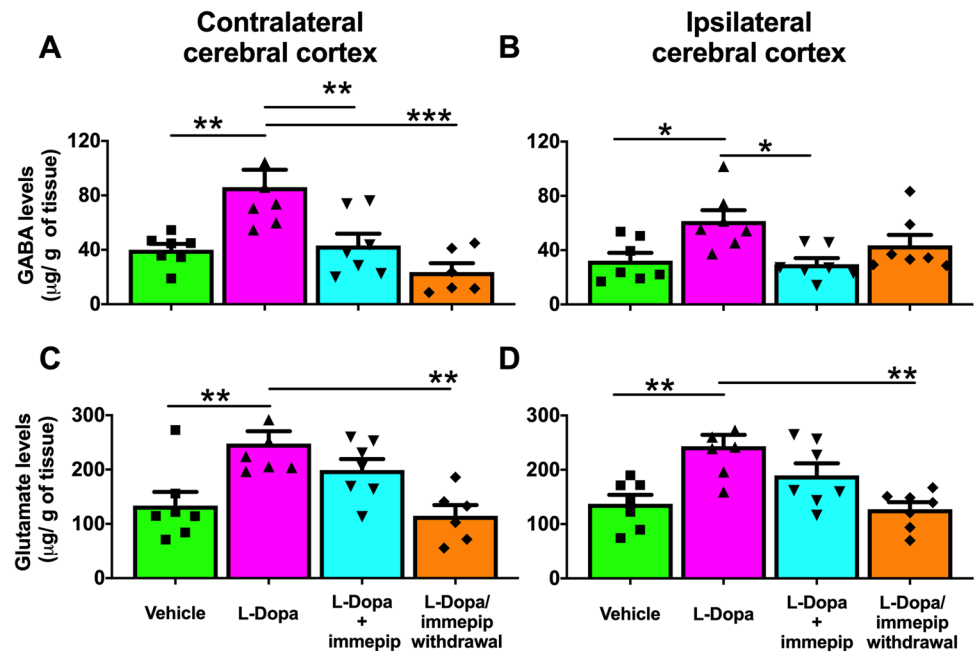 Contralateral
cerebral cortex
Ipsilateral
cerebral cortex
A
**
**
***
GABA levels
(µg/ g of tissue)
120
80
40
0
B
*
*
120
80
40
0
C
**
**
Glutamate levels
(µg/ g of tissue)
300
200
100
0
Vehicle
L-Dopa
L-Dopa
+
immepip
L-Dopa/
immepip
withdrawal
D
**
**
300
200
100
0
Vehicle
L-Dopa
L-Dopa
+
immepip
L-Dopa/
immepip
withdrawal